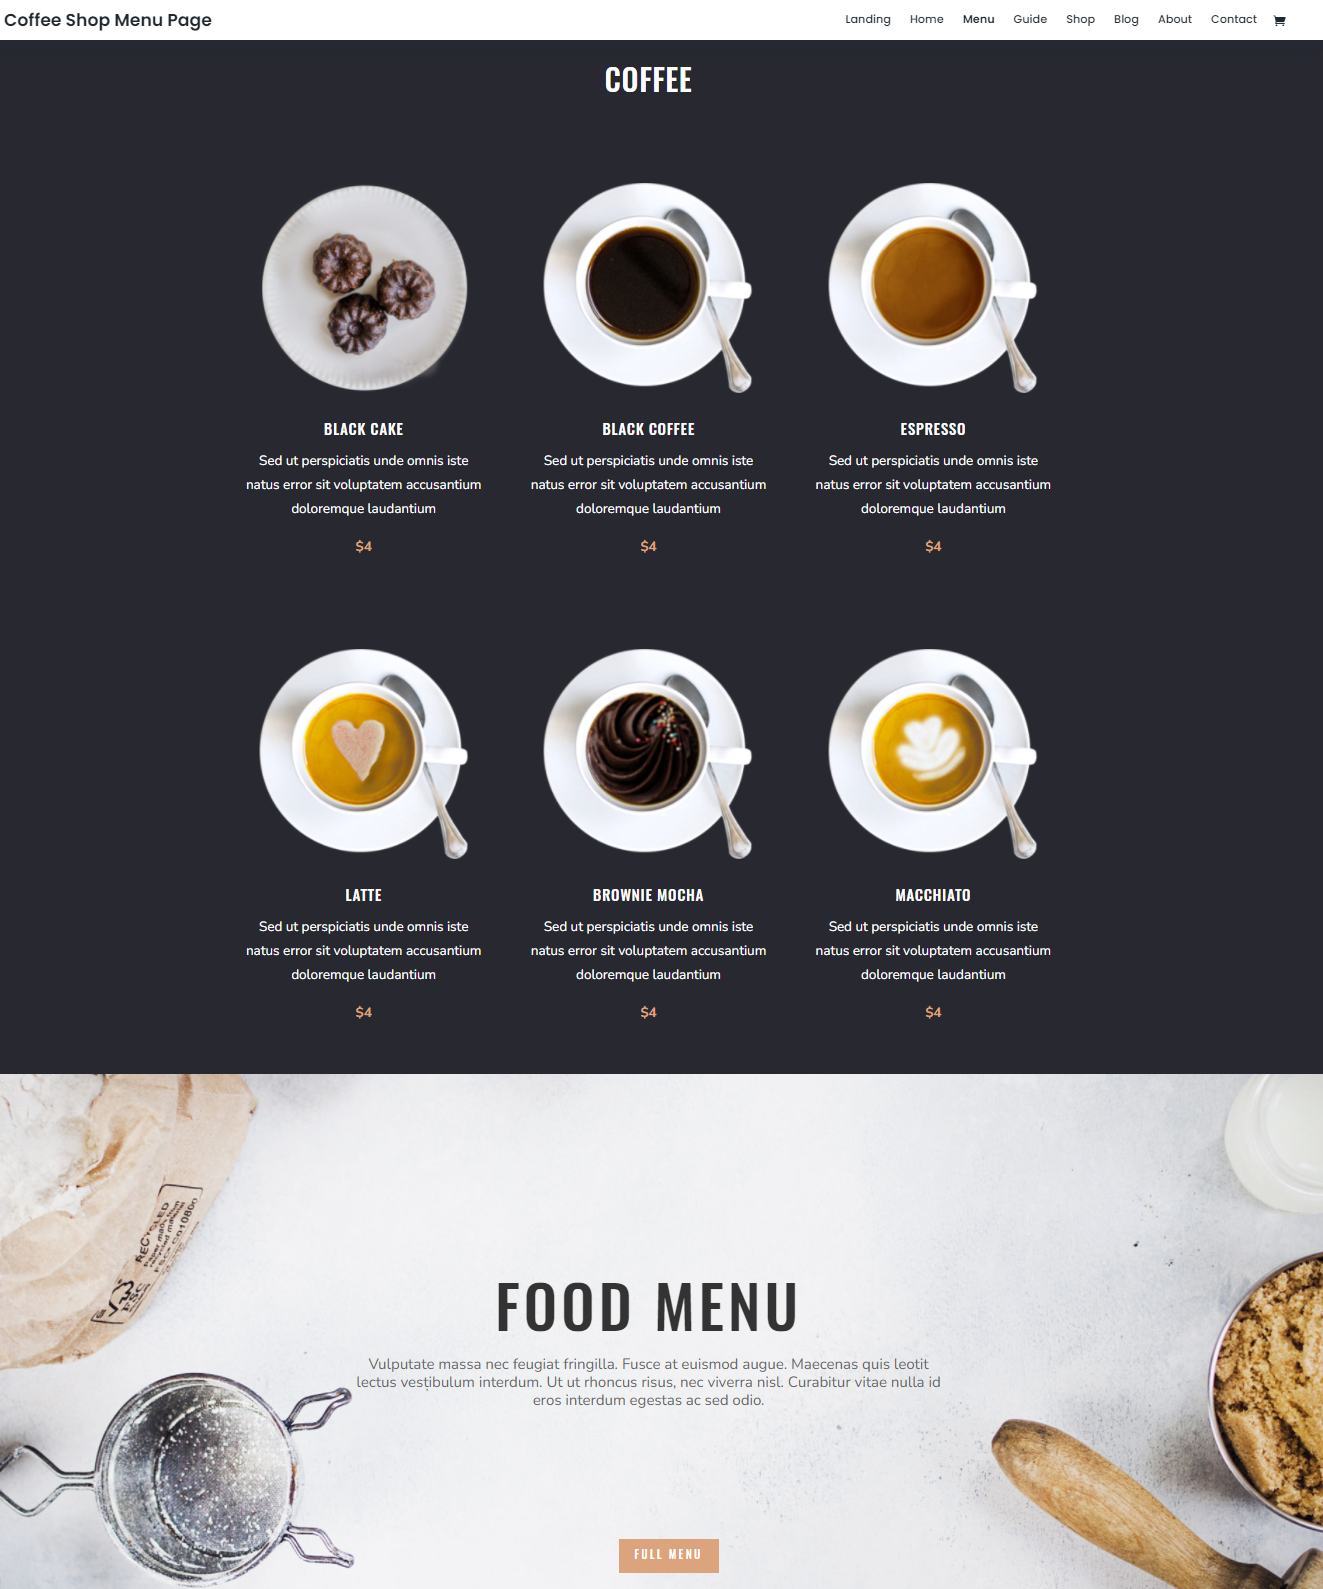 Coffee Shop Menu Page
Landing Home Menu Guide Shop Blog About Contact
COFFEE
BLACK CAKE
Sed ut perspiciatis unde omnis iste
natus error sit voluptatem accusantium
doloremque laudantium
$4
BLACK COFFEE
Sed ut perspiciatis unde omnis iste
natus error sit voluptatem accusantium
doloremque laudantium
$4
ESPRESSO
Sed ut perspiciatis unde omnis iste
natus error sit voluptatem accusantium
doloremque laudantium
$4
LATTE
Sed ut perspiciatis unde omnis iste
natus error sit voluptatem accusantium
doloremque laudantium
$4
BROWNIE MOCHA
Sed ut perspiciatis unde omnis iste
natus error sit voluptatem accusantium
doloremque laudantium
$4
MACCHIATO
Sed ut perspiciatis unde omnis iste
natus error sit voluptatem accusantium
doloremque laudantium
$4
RECYCLED
Paper made from
recycled material
FSC
FOOD MENU
Vulputate massa nec feugiat fringilla. Fusce at euismod augue. Maecenas quis leotit
lectus vestibulum interdum. Ut ut rhoncus risus, nec viverra nisl. Curabitur vitae nulla id
eros interdum egestas ac sed odio.
FULL MENU